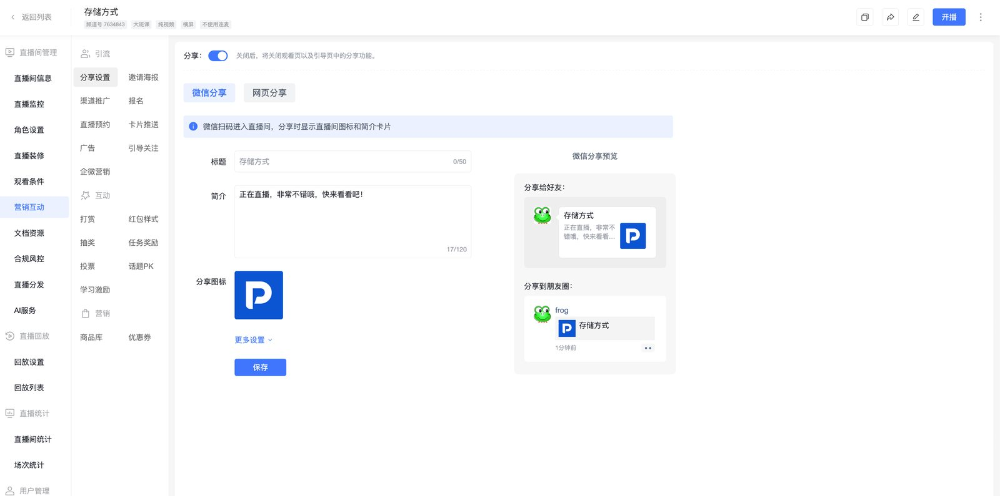 返回列表
存储方式
频道号 7634843 大班课 纯视频 横屏 不使用连麦
开播
直播间管理
直播间信息
直播监控
角色设置
直播装修
观看条件
营销互动
文档资源
合规风控
直播分发
AI服务
直播回放
回放设置
回放列表
直播统计
直播间统计
场次统计
用户管理
引流
分享设置 邀请海报
渠道推广 报名
直播预约 卡片推送
广告 引导关注
企微营销
互动
打赏 红包样式
抽奖 任务奖励
投票 话题PK
学习激励
营销
商品库 优惠券
分享： 关闭后，将关闭观看页以及引导页中的分享功能。
微信分享 网页分享
微信扫码进入直播间，分享时显示直播间图标和简介卡片
标题 存储方式 0/50
简介 正在直播，非常不错哦，快来看看吧！
17/120
分享图标
更多设置
保存
微信分享预览
分享给好友：
存储方式
正在直播，非常不
错哦，快来看看...
分享到朋友圈：
frog
存储方式
1分钟前